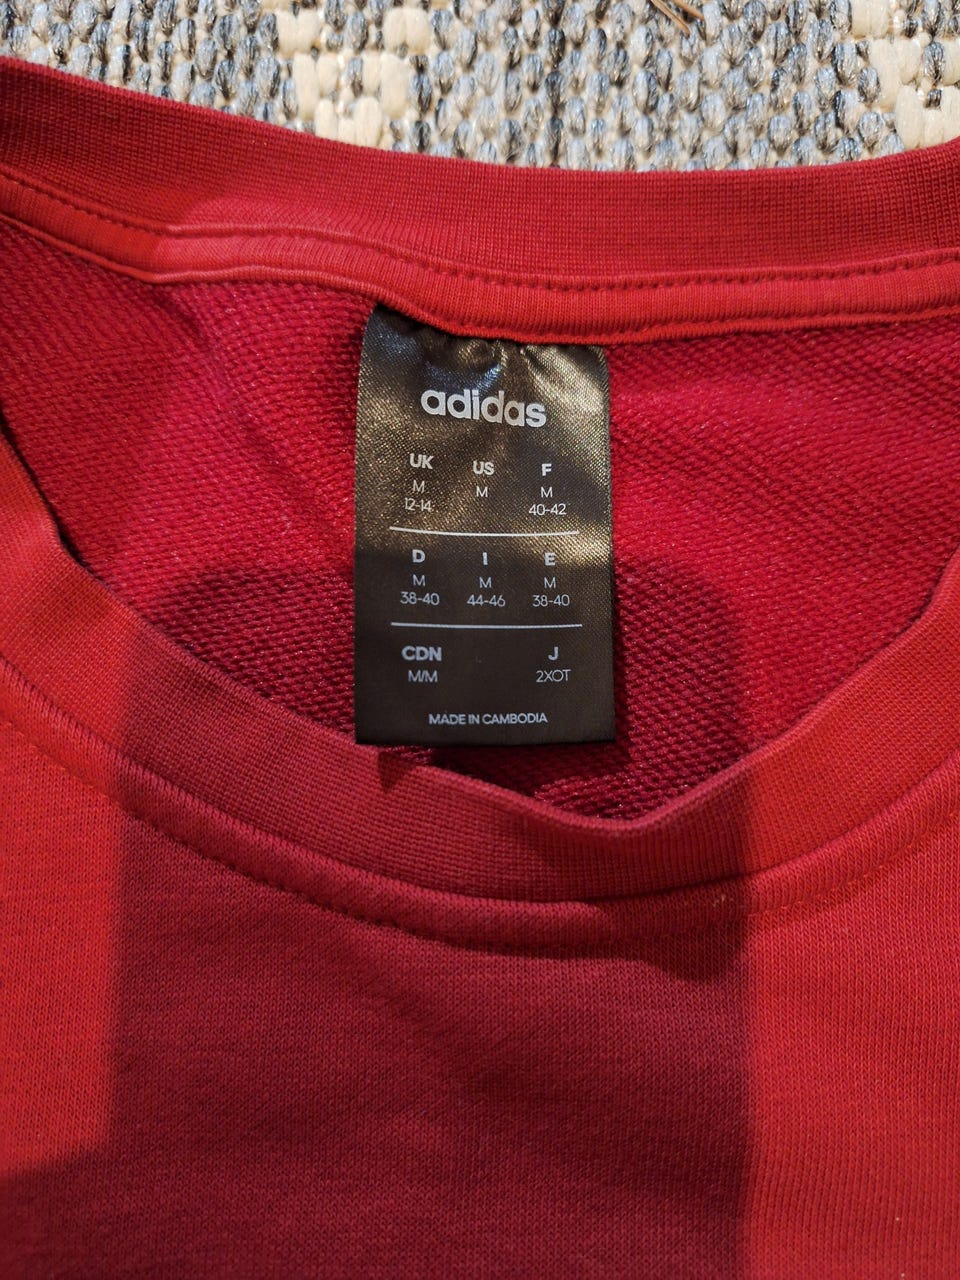 adidas
UK US F
M M M
12-14 40-42
D I E
M M M
38-40 44-46 38-40
CDN J
M/M 2XOT
MADE IN CAMBODIA